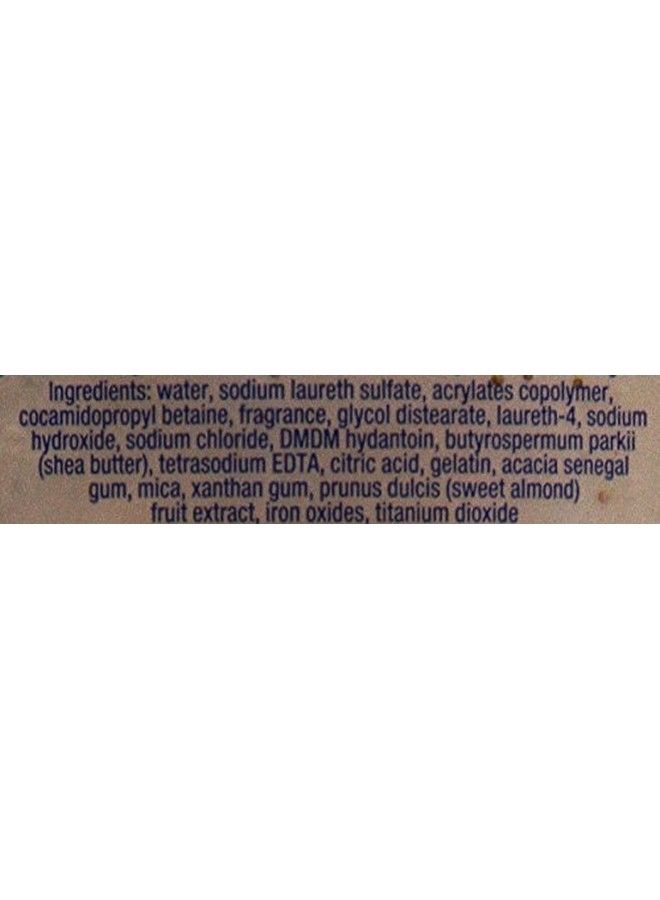 Ingredients: water, sodium laureth sulfate, acrylates copolymer,
cocamidopropyl betaine, fragrance, glycol distearate, laureth-4, sodium
hydroxide, sodium chloride, DMDM hydantoin, butyrospermum parkii
(shea butter), tetrasodium EDTA, citric acid, gelatin, acacia senegal
gum, mica, xanthan gum, prunus dulcis (sweet almond)
fruit extract, iron oxides, titanium dioxide